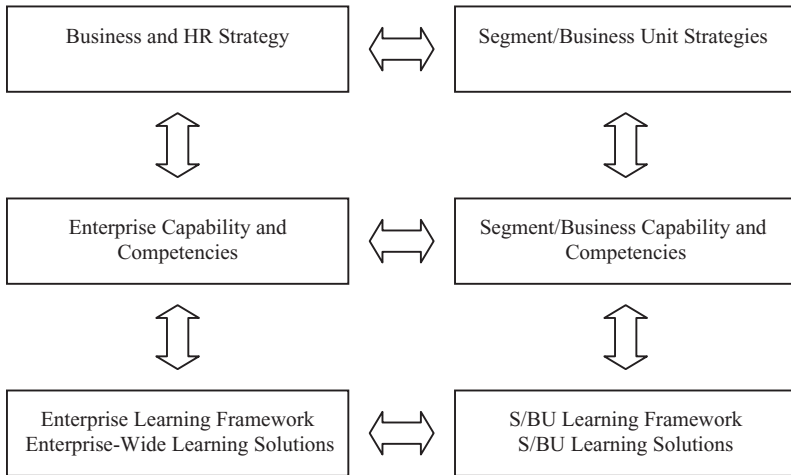 Business and HR Strategy
Segment/Business Unit Strategies
Enterprise Capability and
Competencies
Segment/Business Capability and
Competencies
Enterprise Learning Framework
Enterprise-Wide Learning Solutions
S/BU Learning Framework
S/BU Learning Solutions